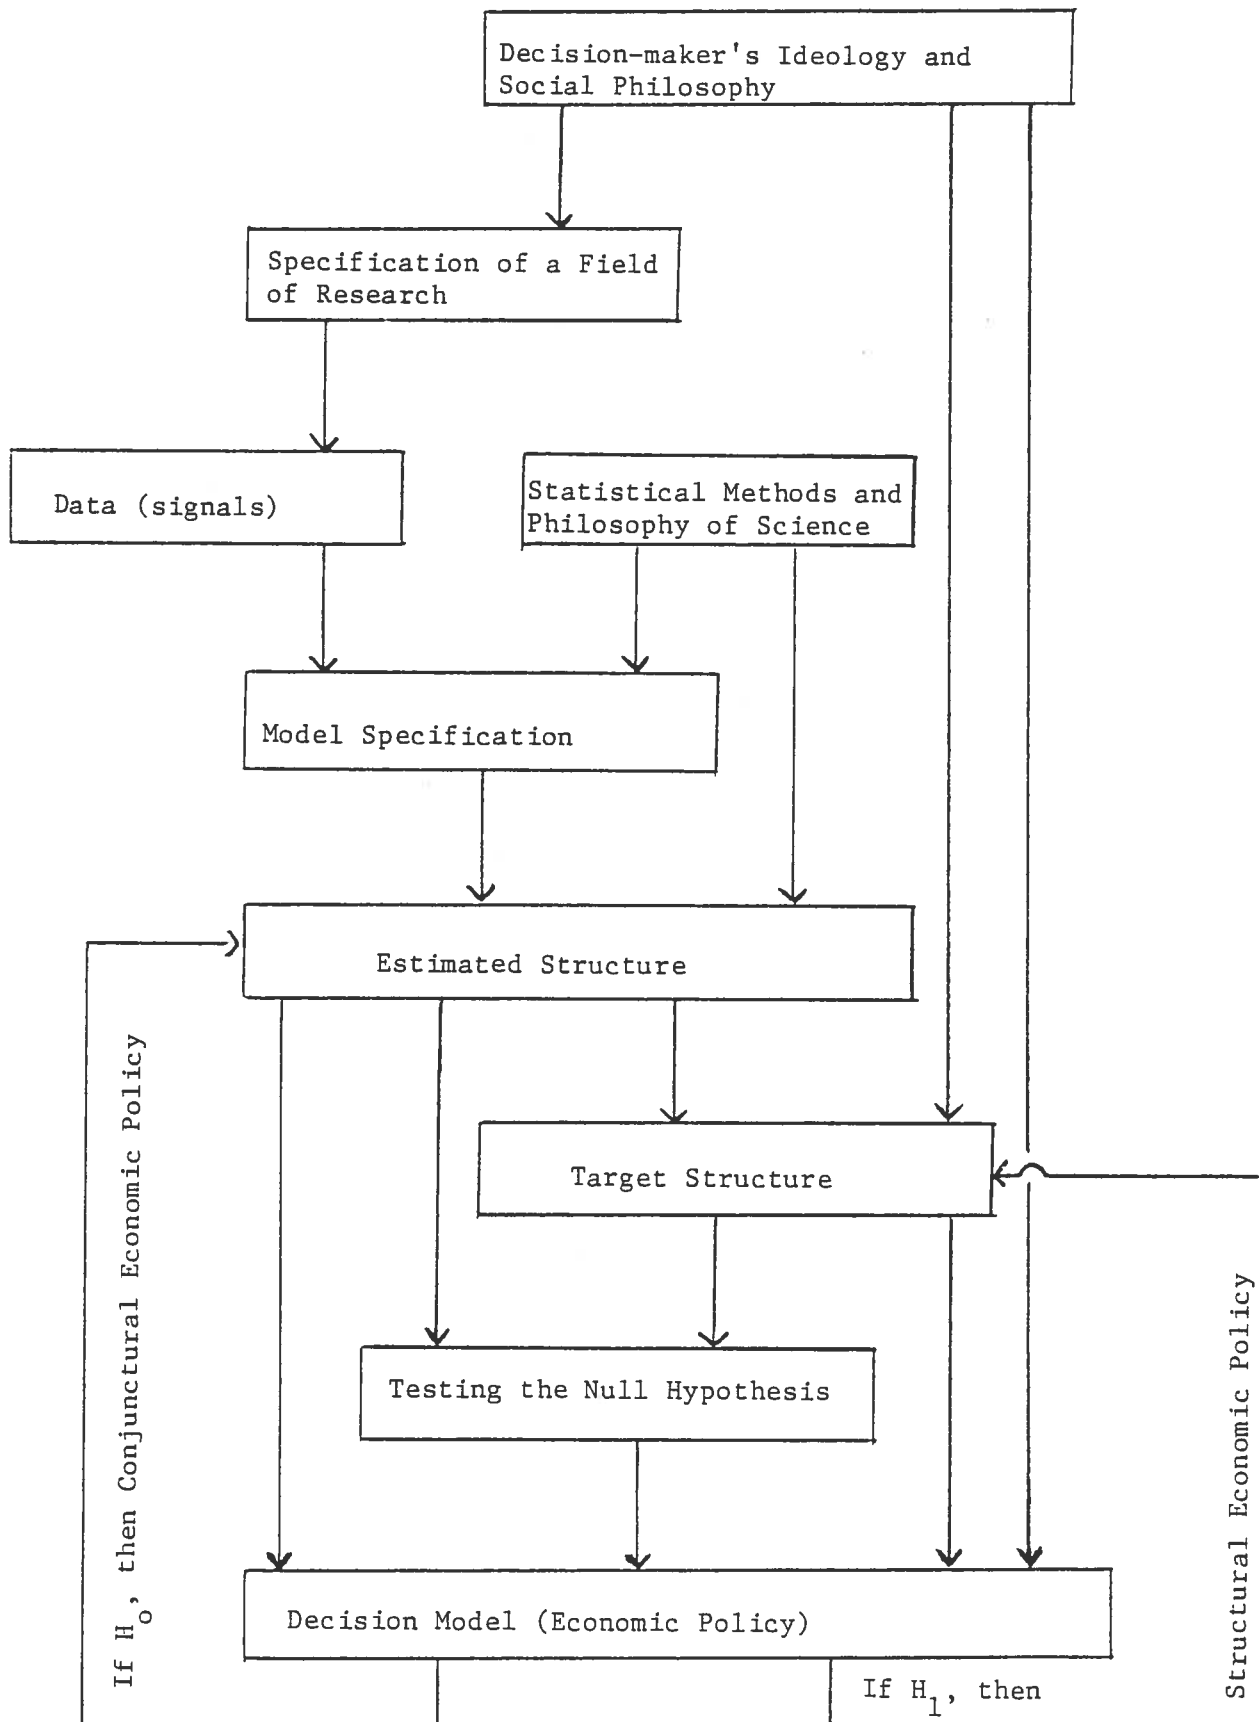 Decision-maker's Ideology and
Social Philosophy
Specification of a Field
of Research
Data (signals)
Statistical Methods and
Philosophy of Science
Model Specification
Estimated Structure
If H₀, then Conjunctural Economic Policy
Target Structure
Structural Economic Policy
Testing the Null Hypothesis
Decision Model (Economic Policy)
If H₁, then